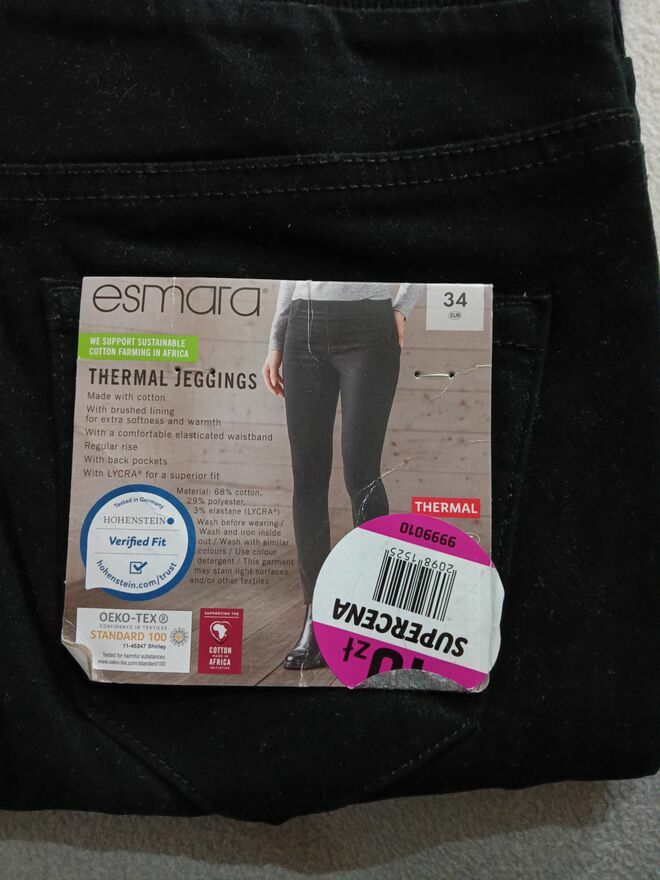 esmara®
34
EUR
WE SUPPORT SUSTAINABLE
COTTON FARMING IN AFRICA
THERMAL JEGGINGS
Made with cotton
With brushed lining
for extra softness and warmth
With a comfortable elasticated waistband
Regular rise
With back pockets
With LYCRA® for a superior fit
Material: 68% cotton,
29% polyester,
3% elastane (LYCRA®)
Wash before wearing /
Wash and iron inside
out / Wash with similar
colours / Use colour
detergent / This garment
may stain light surfaces
and/or other textiles
Tested in Germany
HOHENSTEIN
Verified Fit
hohenstein.com/trust
THERMAL
9999010
2098 1525
SUPERCENA
zł
OEKO-TEX®
CONFIDENCE IN TEXTILES
STANDARD 100
11-45347 Shirley
Tested for harmful substances
www.oeko-tex.com/standard100
SUPPORTING THE
COTTON
MADE IN
AFRICA
INITIATIVE